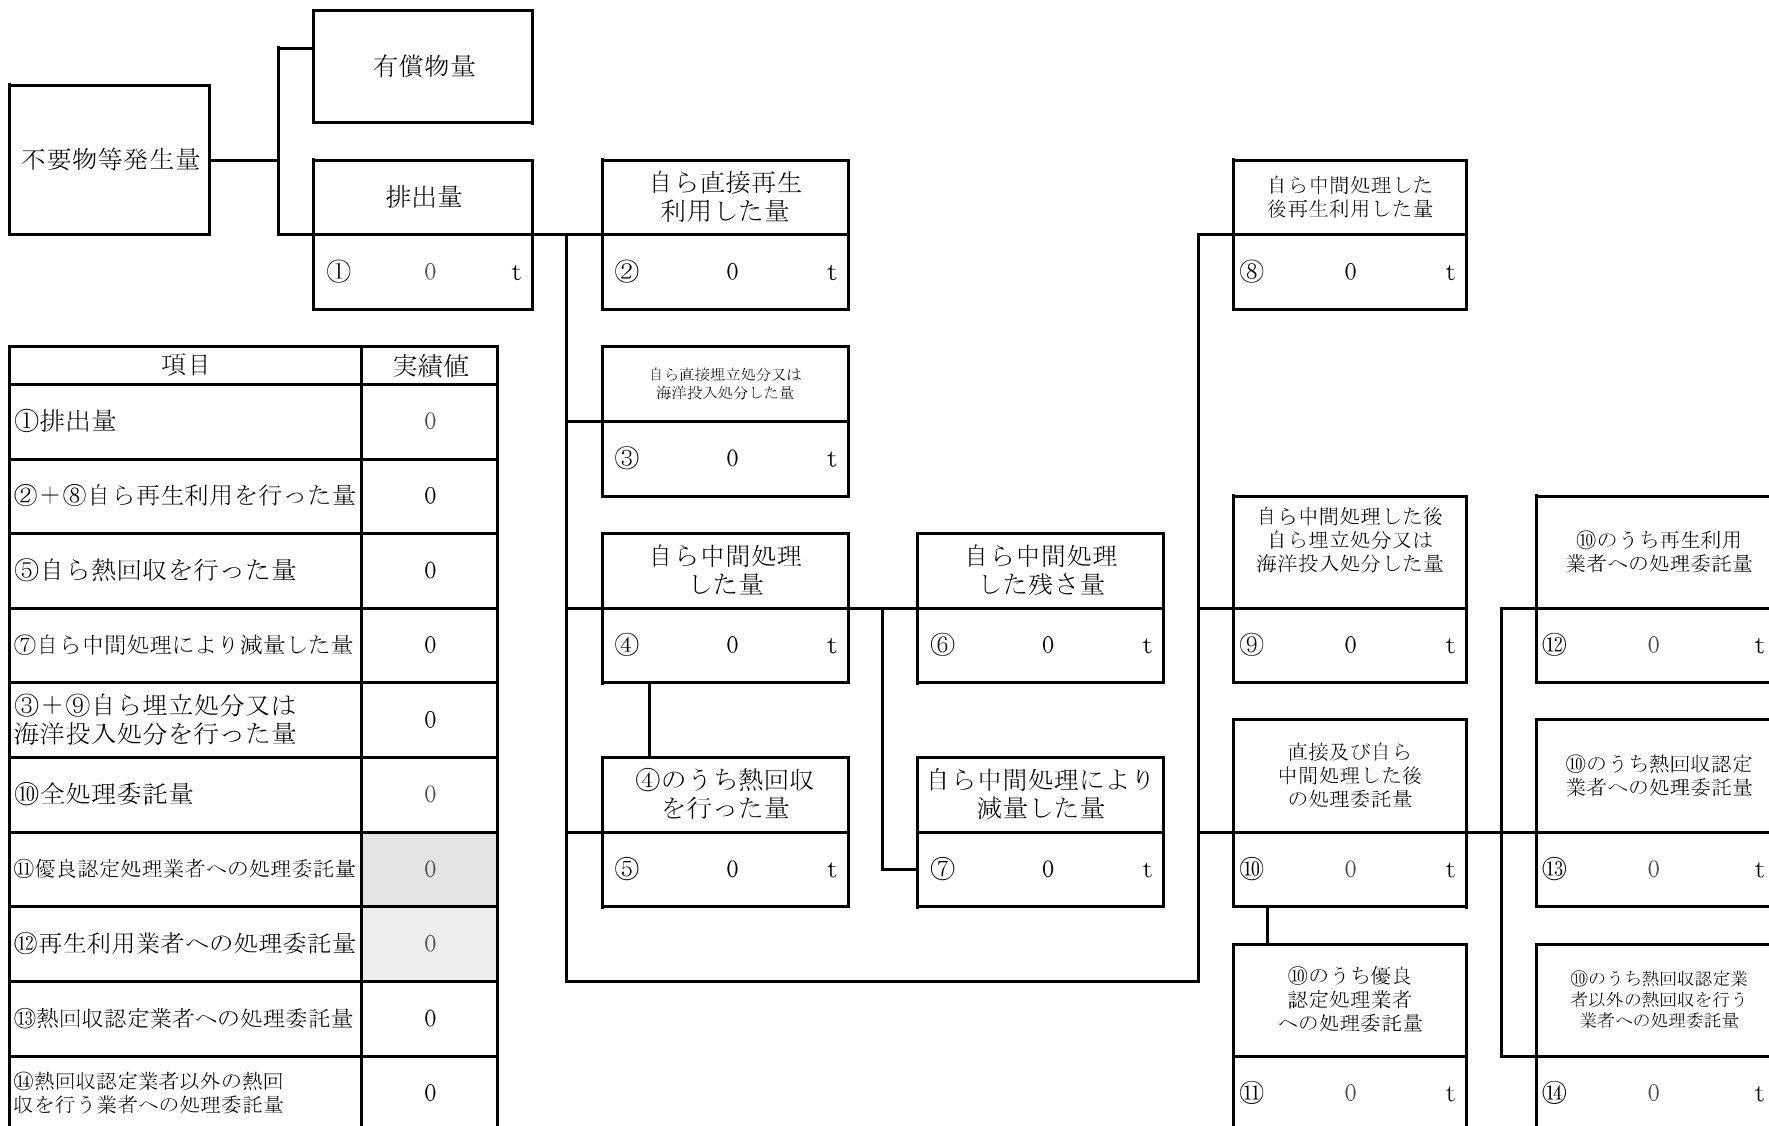 有償物量
不要物等発生量
排出量
① 0 t
自ら直接再生
利用した量
② 0 t
自ら中間処理した
後再生利用した量
⑧ 0 t
自ら直接埋立処分又は
海洋投入処分した量
③ 0 t
自ら中間処理
した量
④ 0 t
自ら中間処理
した残さ量
⑥ 0 t
自ら中間処理した後
自ら埋立処分又は
海洋投入処分した量
⑨ 0 t
⑩のうち再生利用
業者への処理委託量
⑫ 0 t
④のうち熱回収
を行った量
⑤ 0 t
自ら中間処理により
減量した量
⑦ 0 t
直接及び自ら
中間処理した後
の処理委託量
⑩ 0 t
⑩のうち熱回収認定
業者への処理委託量
⑬ 0 t
⑩のうち優良
認定処理業者
への処理委託量
⑪ 0 t
⑩のうち熱回収認定業
者以外の熱回収を行う
業者への処理委託量
⑭ 0 t
項目 実績値
①排出量 0
②＋⑧自ら再生利用を行った量 0
⑤自ら熱回収を行った量 0
⑦自ら中間処理により減量した量 0
③＋⑨自ら埋立処分又は
海洋投入処分を行った量 0
⑩全処理委託量 0
⑪優良認定処理業者への処理委託量 0
⑫再生利用業者への処理委託量 0
⑬熱回収認定業者への処理委託量 0
⑭熱回収認定業者以外の熱回
収を行う業者への処理委託量 0